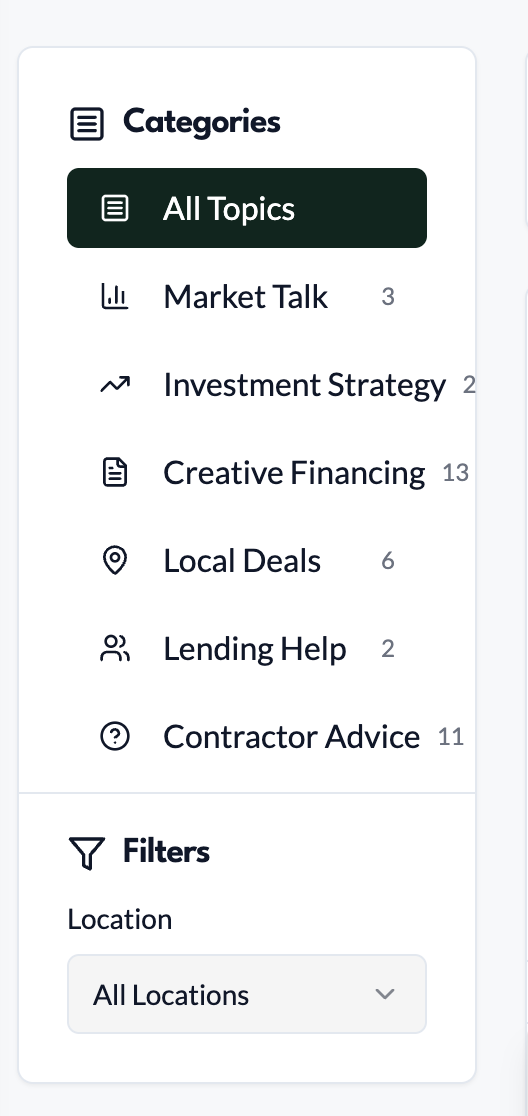 Categories
All Topics
Market Talk 3
Investment Strategy 2
Creative Financing 13
Local Deals 6
Lending Help 2
Contractor Advice 11
Filters
Location
All Locations